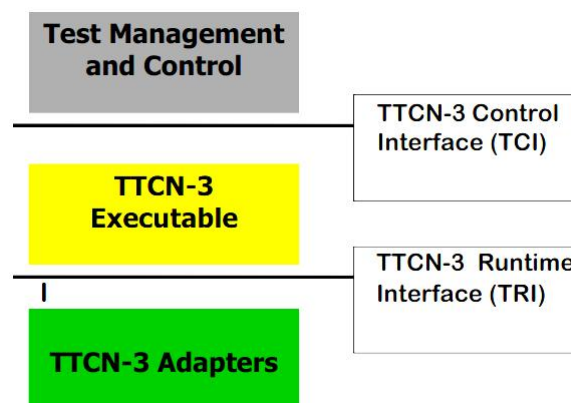 Test Management
and Control
TTCN-3 Control
Interface (TCI)
TTCN-3
Executable
TTCN-3 Runtime
Interface (TRI)
I
TTCN-3 Adapters